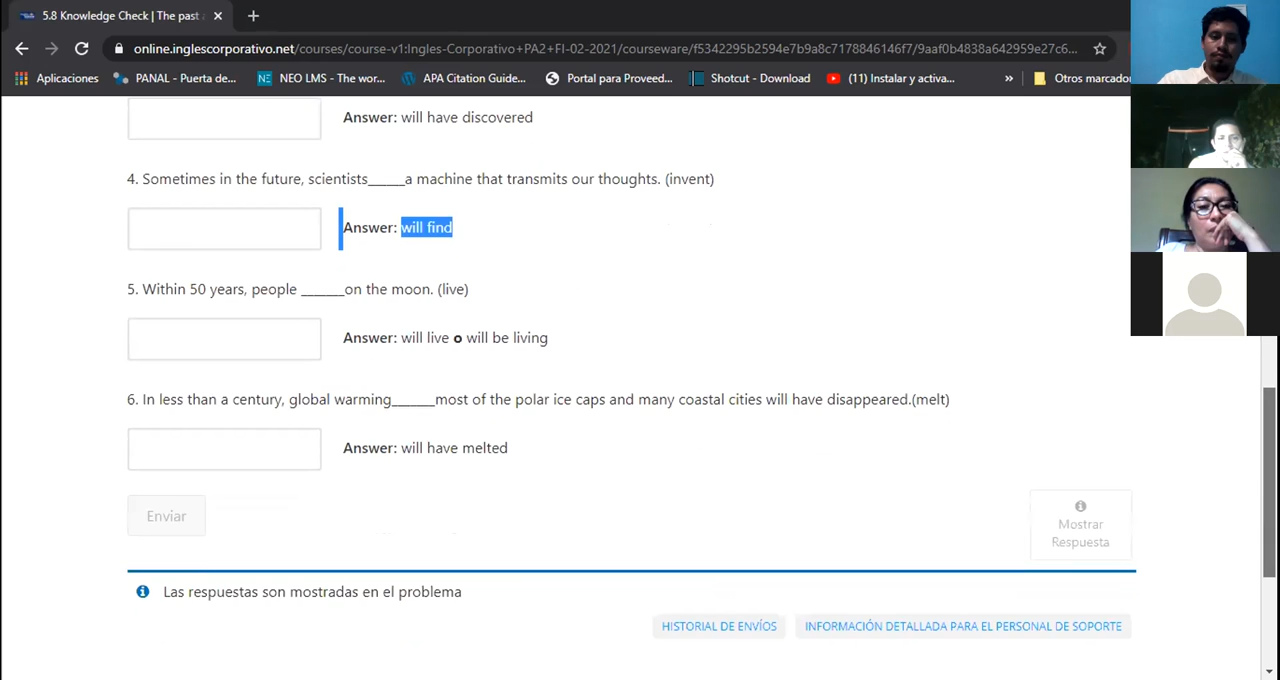 5.8 Knowledge Check | The past
online.inglescorporativo.net/courses/course-v1:Ingles-Corporativo+PA2+FI-02-2021/courseware/f5342295b2594e7b9a8c7178846146f7/9aaf0b4838a642959e27c6...
Aplicaciones PANAL - Puerta de... NE NEO LMS - The wor... APA Citation Guide... Portal para Proveed... Shotcut - Download (11) Instalar y activa... » Otros marcador
Answer: will have discovered
4. Sometimes in the future, scientists______a machine that transmits our thoughts. (invent)
Answer: will find
5. Within 50 years, people _______on the moon. (live)
Answer: will live o will be living
6. In less than a century, global warming_______most of the polar ice caps and many coastal cities will have disappeared.(melt)
Answer: will have melted
Enviar
Mostrar
Respuesta
Las respuestas son mostradas en el problema
HISTORIAL DE ENVÍOS INFORMACIÓN DETALLADA PARA EL PERSONAL DE SOPORTE